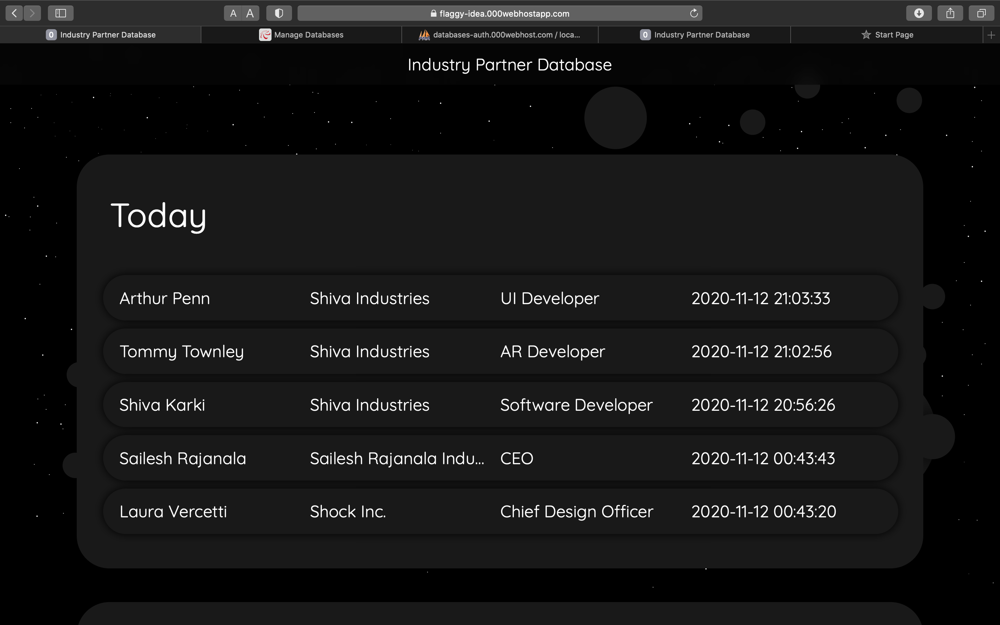 A A flaggy-idea.000webhostapp.com
0 Industry Partner Database Manage Databases PMA databases-auth.000webhost.com / loca... 0 Industry Partner Database Start Page
Industry Partner Database
Today
Arthur Penn Shiva Industries UI Developer 2020-11-12 21:03:33
Tommy Townley Shiva Industries AR Developer 2020-11-12 21:02:56
Shiva Karki Shiva Industries Software Developer 2020-11-12 20:56:26
Sailesh Rajanala Sailesh Rajanala Indu... CEO 2020-11-12 00:43:43
Laura Vercetti Shock Inc. Chief Design Officer 2020-11-12 00:43:20